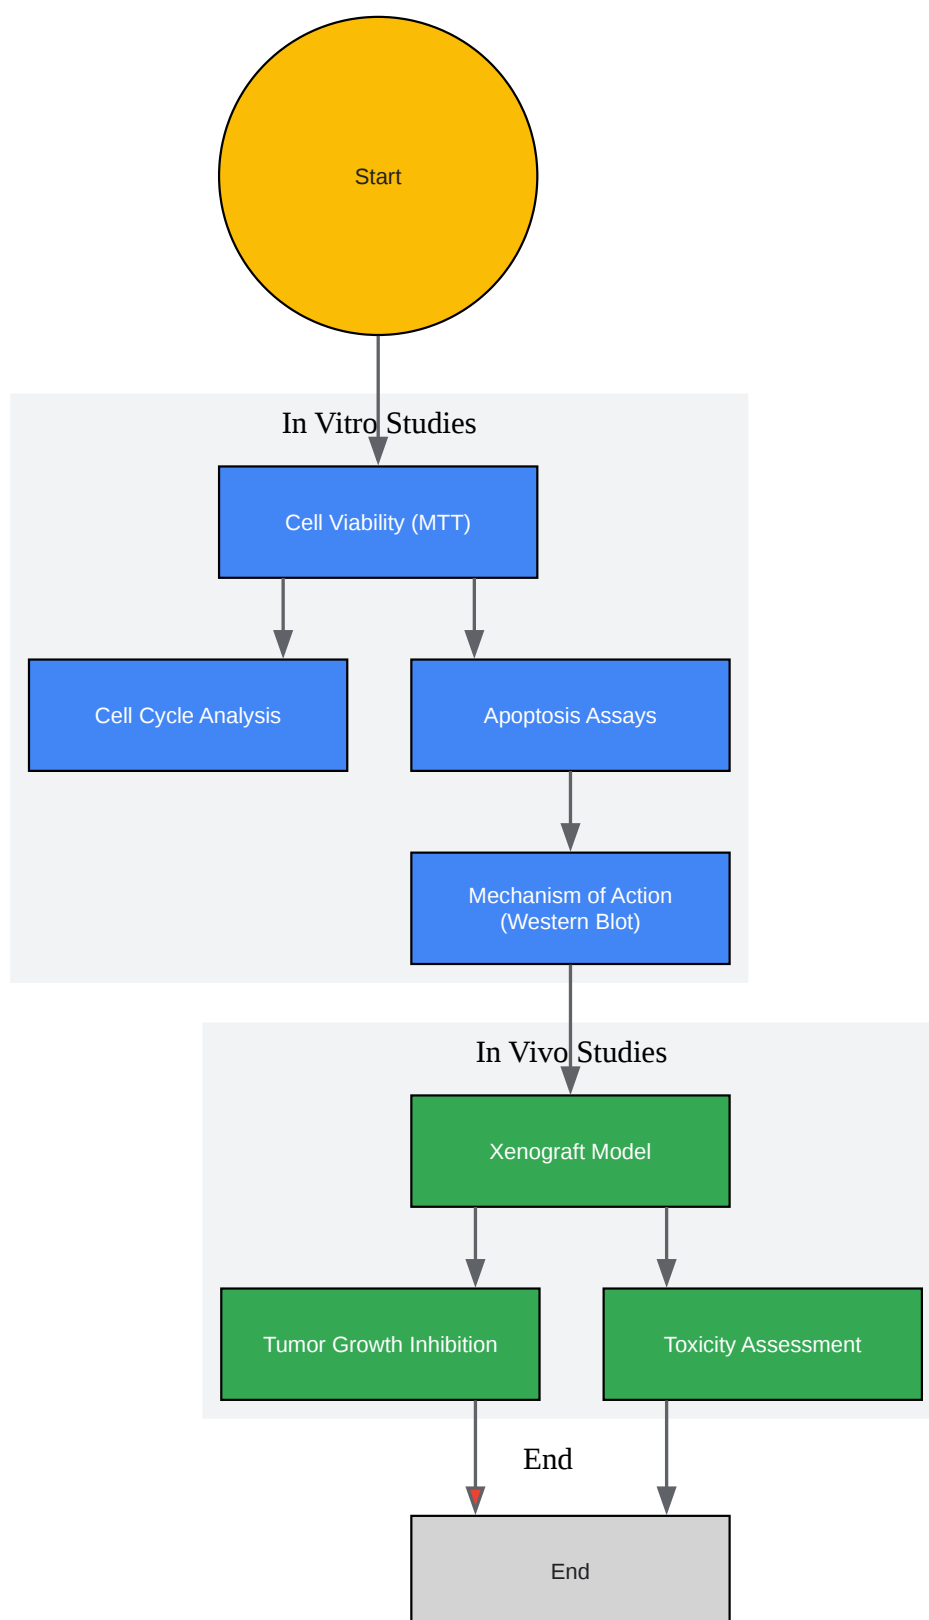 Start
In Vitro Studies
Cell Viability (MTT)
Cell Cycle Analysis
Apoptosis Assays
Mechanism of Action
(Western Blot)
In Vivo Studies
Xenograft Model
Tumor Growth Inhibition
Toxicity Assessment
End
End